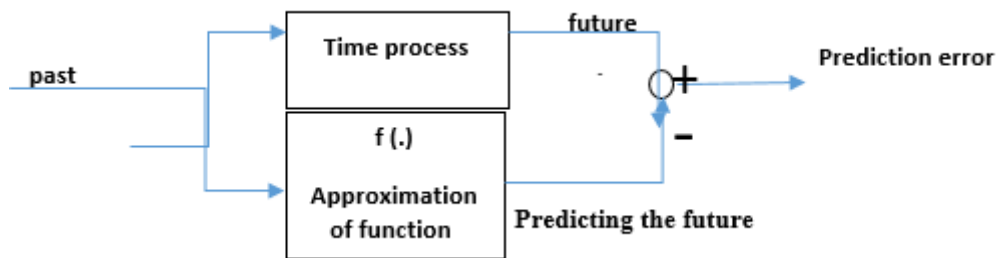 future
Time process
Prediction error
past
+
f (.)
-
Approximation
of function
Predicting the future